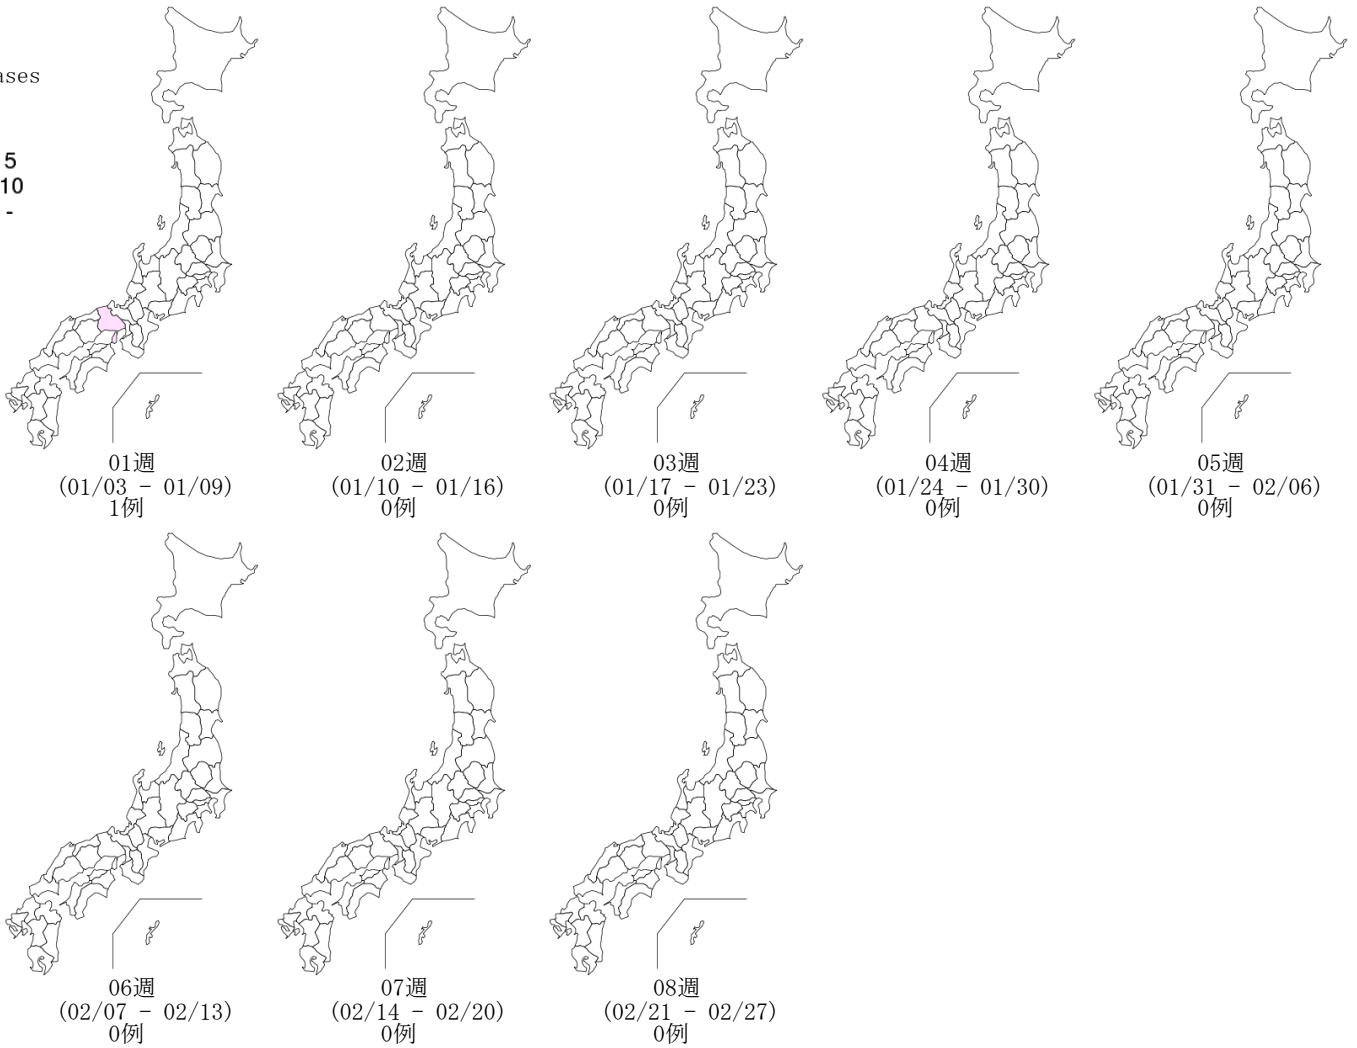 ases
5
10
-
01週
(01/03 - 01/09)
1例
02週
(01/10 - 01/16)
0例
03週
(01/17 - 01/23)
0例
04週
(01/24 - 01/30)
0例
05週
(01/31 - 02/06)
0例
06週
(02/07 - 02/13)
0例
07週
(02/14 - 02/20)
0例
08週
(02/21 - 02/27)
0例